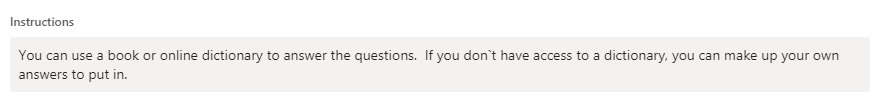 Instructions
You can use a book or online dictionary to answer the questions.  If you don`t have access to a dictionary, you can make up your own
answers to put in.